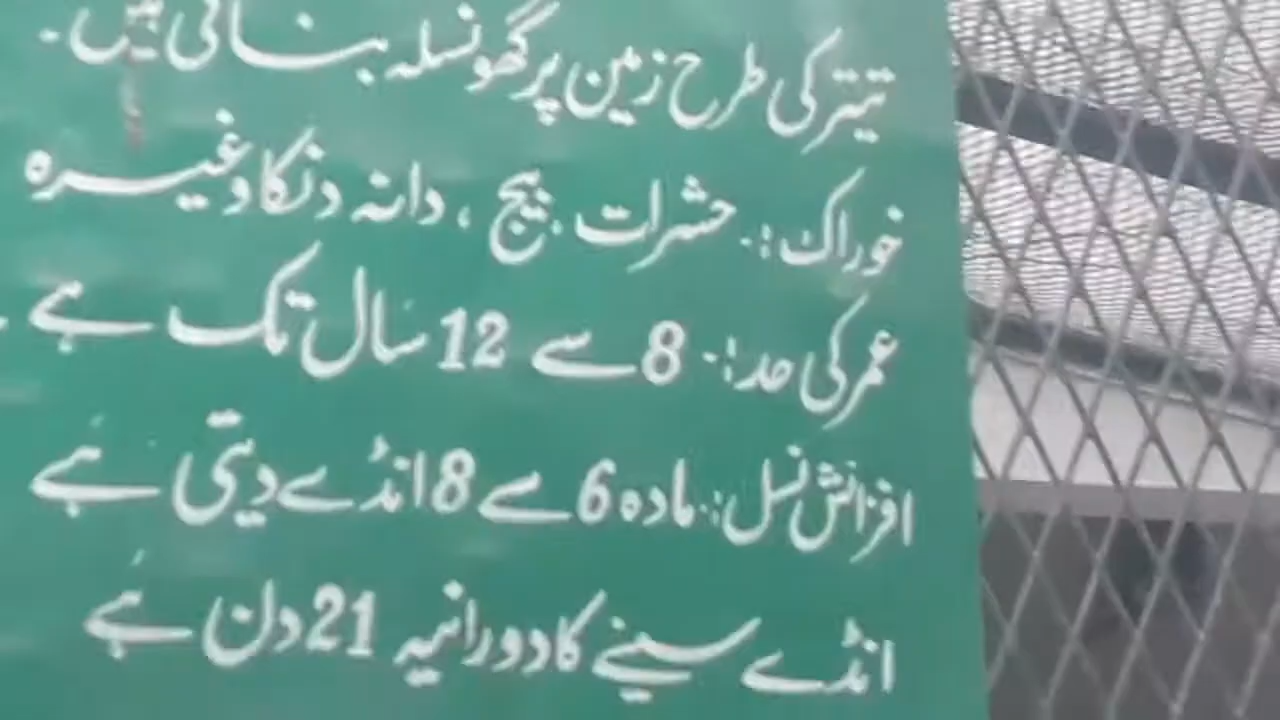 تیتر کی طرح زمین پر گھونسلہ بناتی ہیں۔
خوراک:۔ حشرات، بیج، دانہ دنکا وغیرہ
عمر کی حد:۔ 8 سے 12 سال تک ہے۔
افزائش نسل:۔ مادہ 6 سے 8 انڈے دیتی ہے
انڈے سینے کا دورانیہ 21 دن ہے